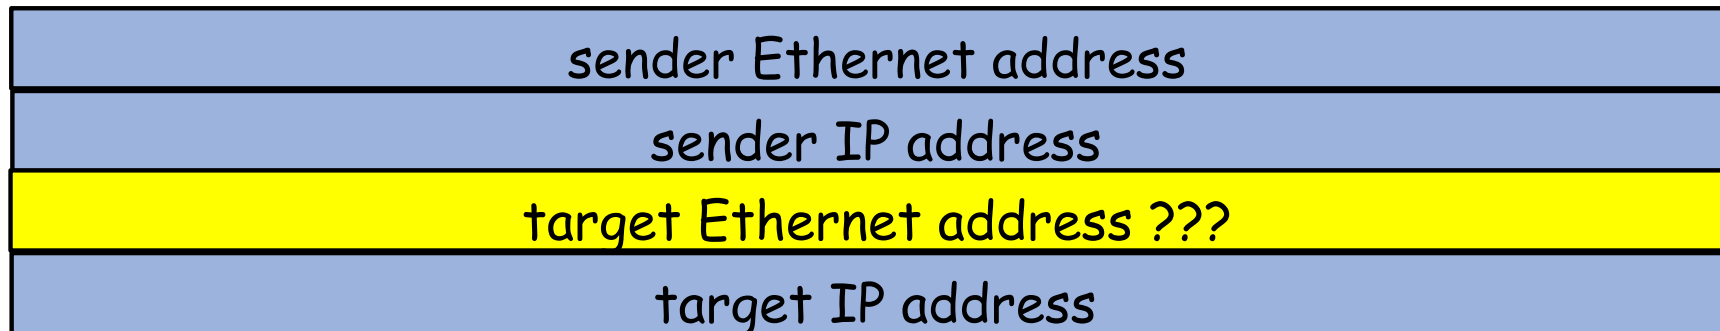 sender Ethernet address
sender IP address
target Ethernet address ???
target IP address